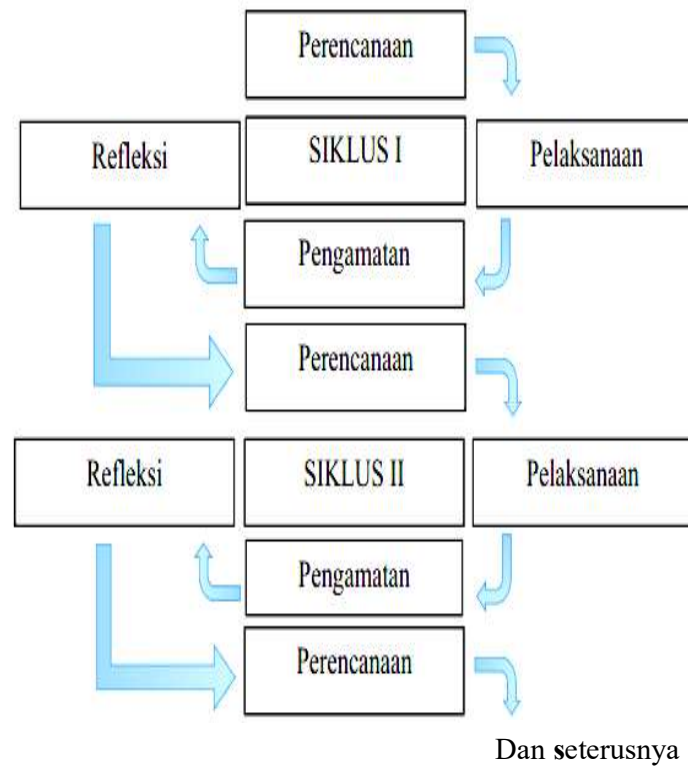 Perencanaan
Refleksi
SIKLUS I
Pelaksanaan
Pengamatan
Perencanaan
Refleksi
SIKLUS II
Pelaksanaan
Pengamatan
Perencanaan
Dan seterusnya